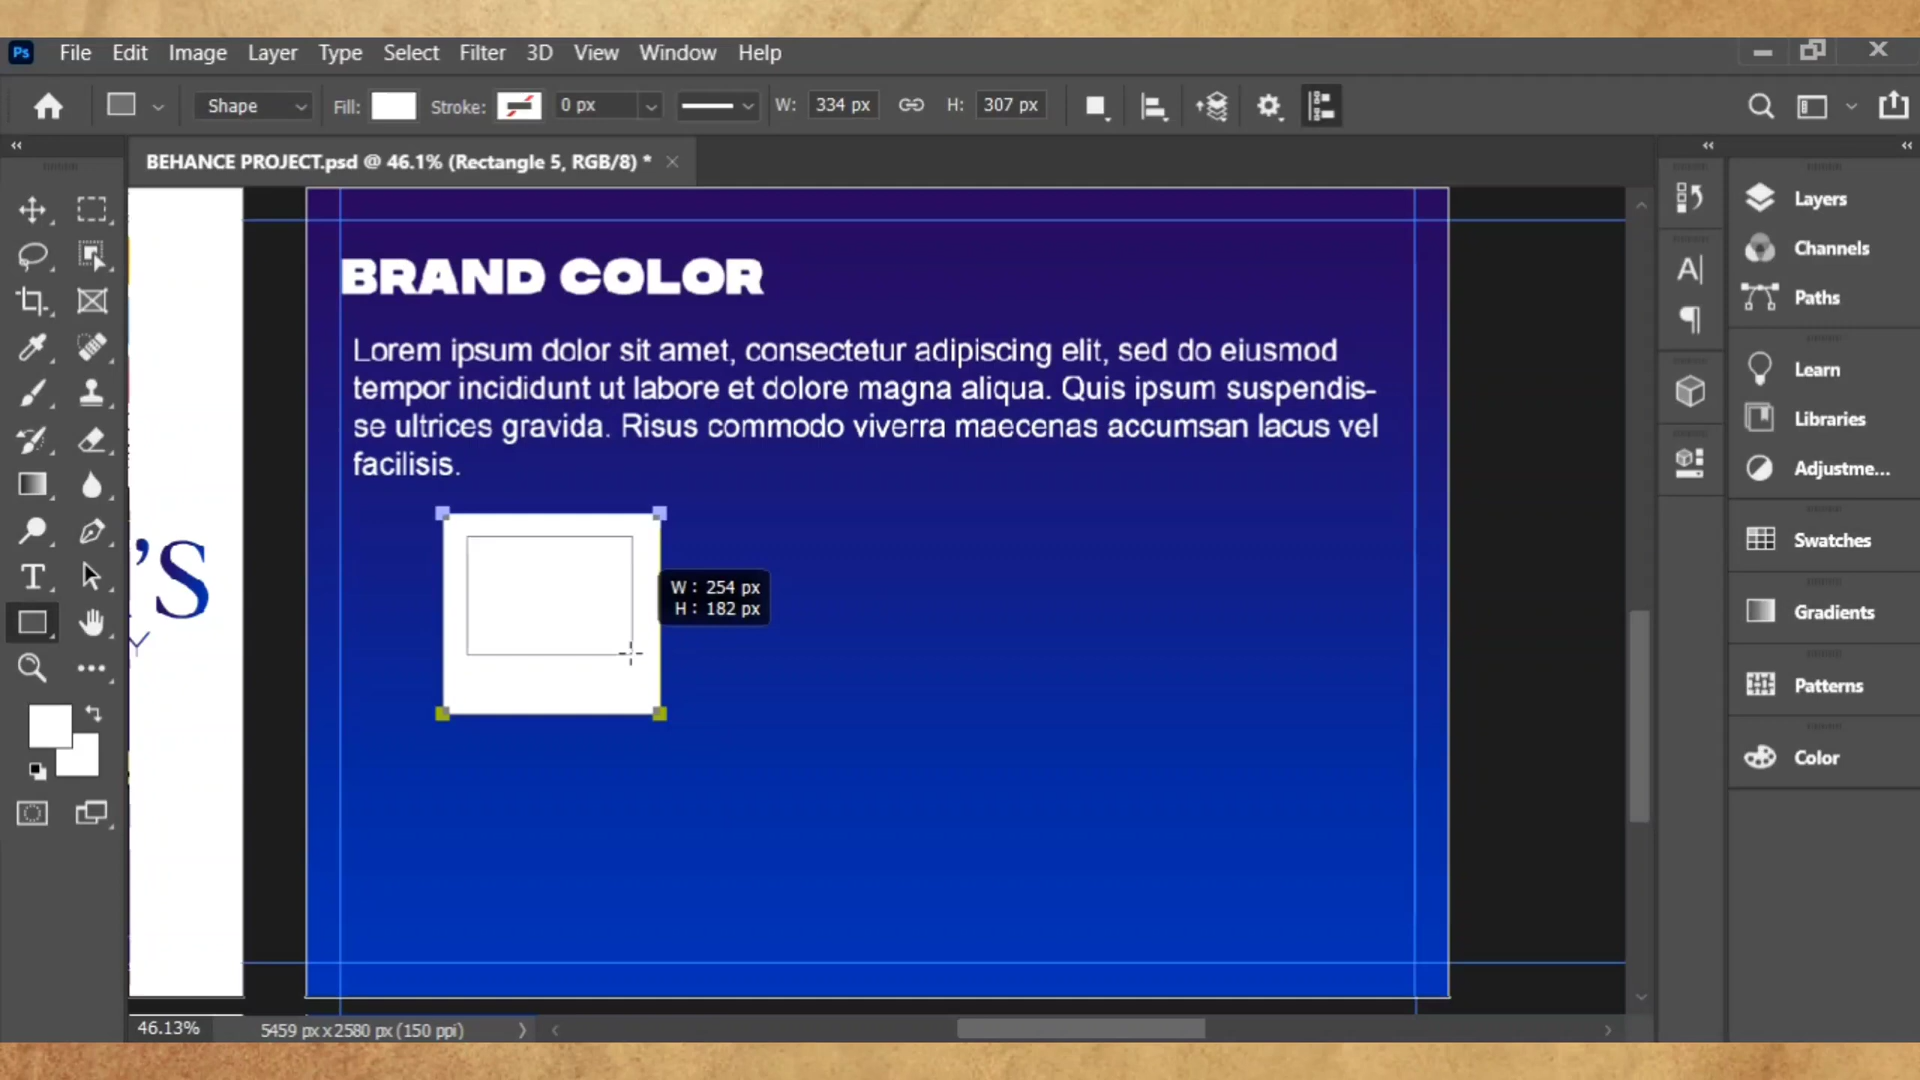 Ps File Edit Image Layer Type Select Filter 3D View Window Help
Shape Fill: Stroke: 0 px W: 334 px H: 307 px
BEHANCE PROJECT.psd @ 46.1% (Rectangle 5, RGB/8) *
BRAND COLOR
Lorem ipsum dolor sit amet, consectetur adipiscing elit, sed do eiusmod
tempor incididunt ut labore et dolore magna aliqua. Quis ipsum suspendis-
se ultrices gravida. Risus commodo viverra maecenas accumsan lacus vel
facilisis.
W: 254 px
H: 182 px
'S
Layers
Channels
Paths
Learn
Libraries
Adjustme...
Swatches
Gradients
Patterns
Color
46.13% 5459 px x 2580 px (150 ppi)